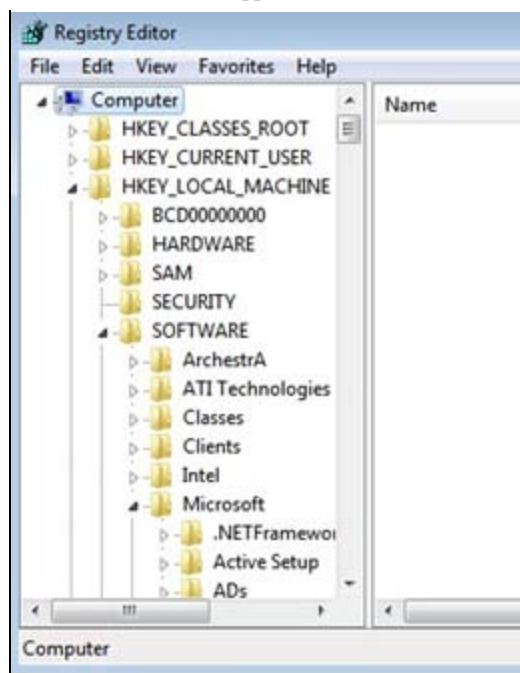 Registry Editor
File Edit View Favorites Help
Computer
Name
HKEY_CLASSES_ROOT
HKEY_CURRENT_USER
HKEY_LOCAL_MACHINE
BCD00000000
HARDWARE
SAM
SECURITY
SOFTWARE
ArchestrA
ATI Technologies
Classes
Clients
Intel
Microsoft
.NETFramewor
Active Setup
ADs
Computer